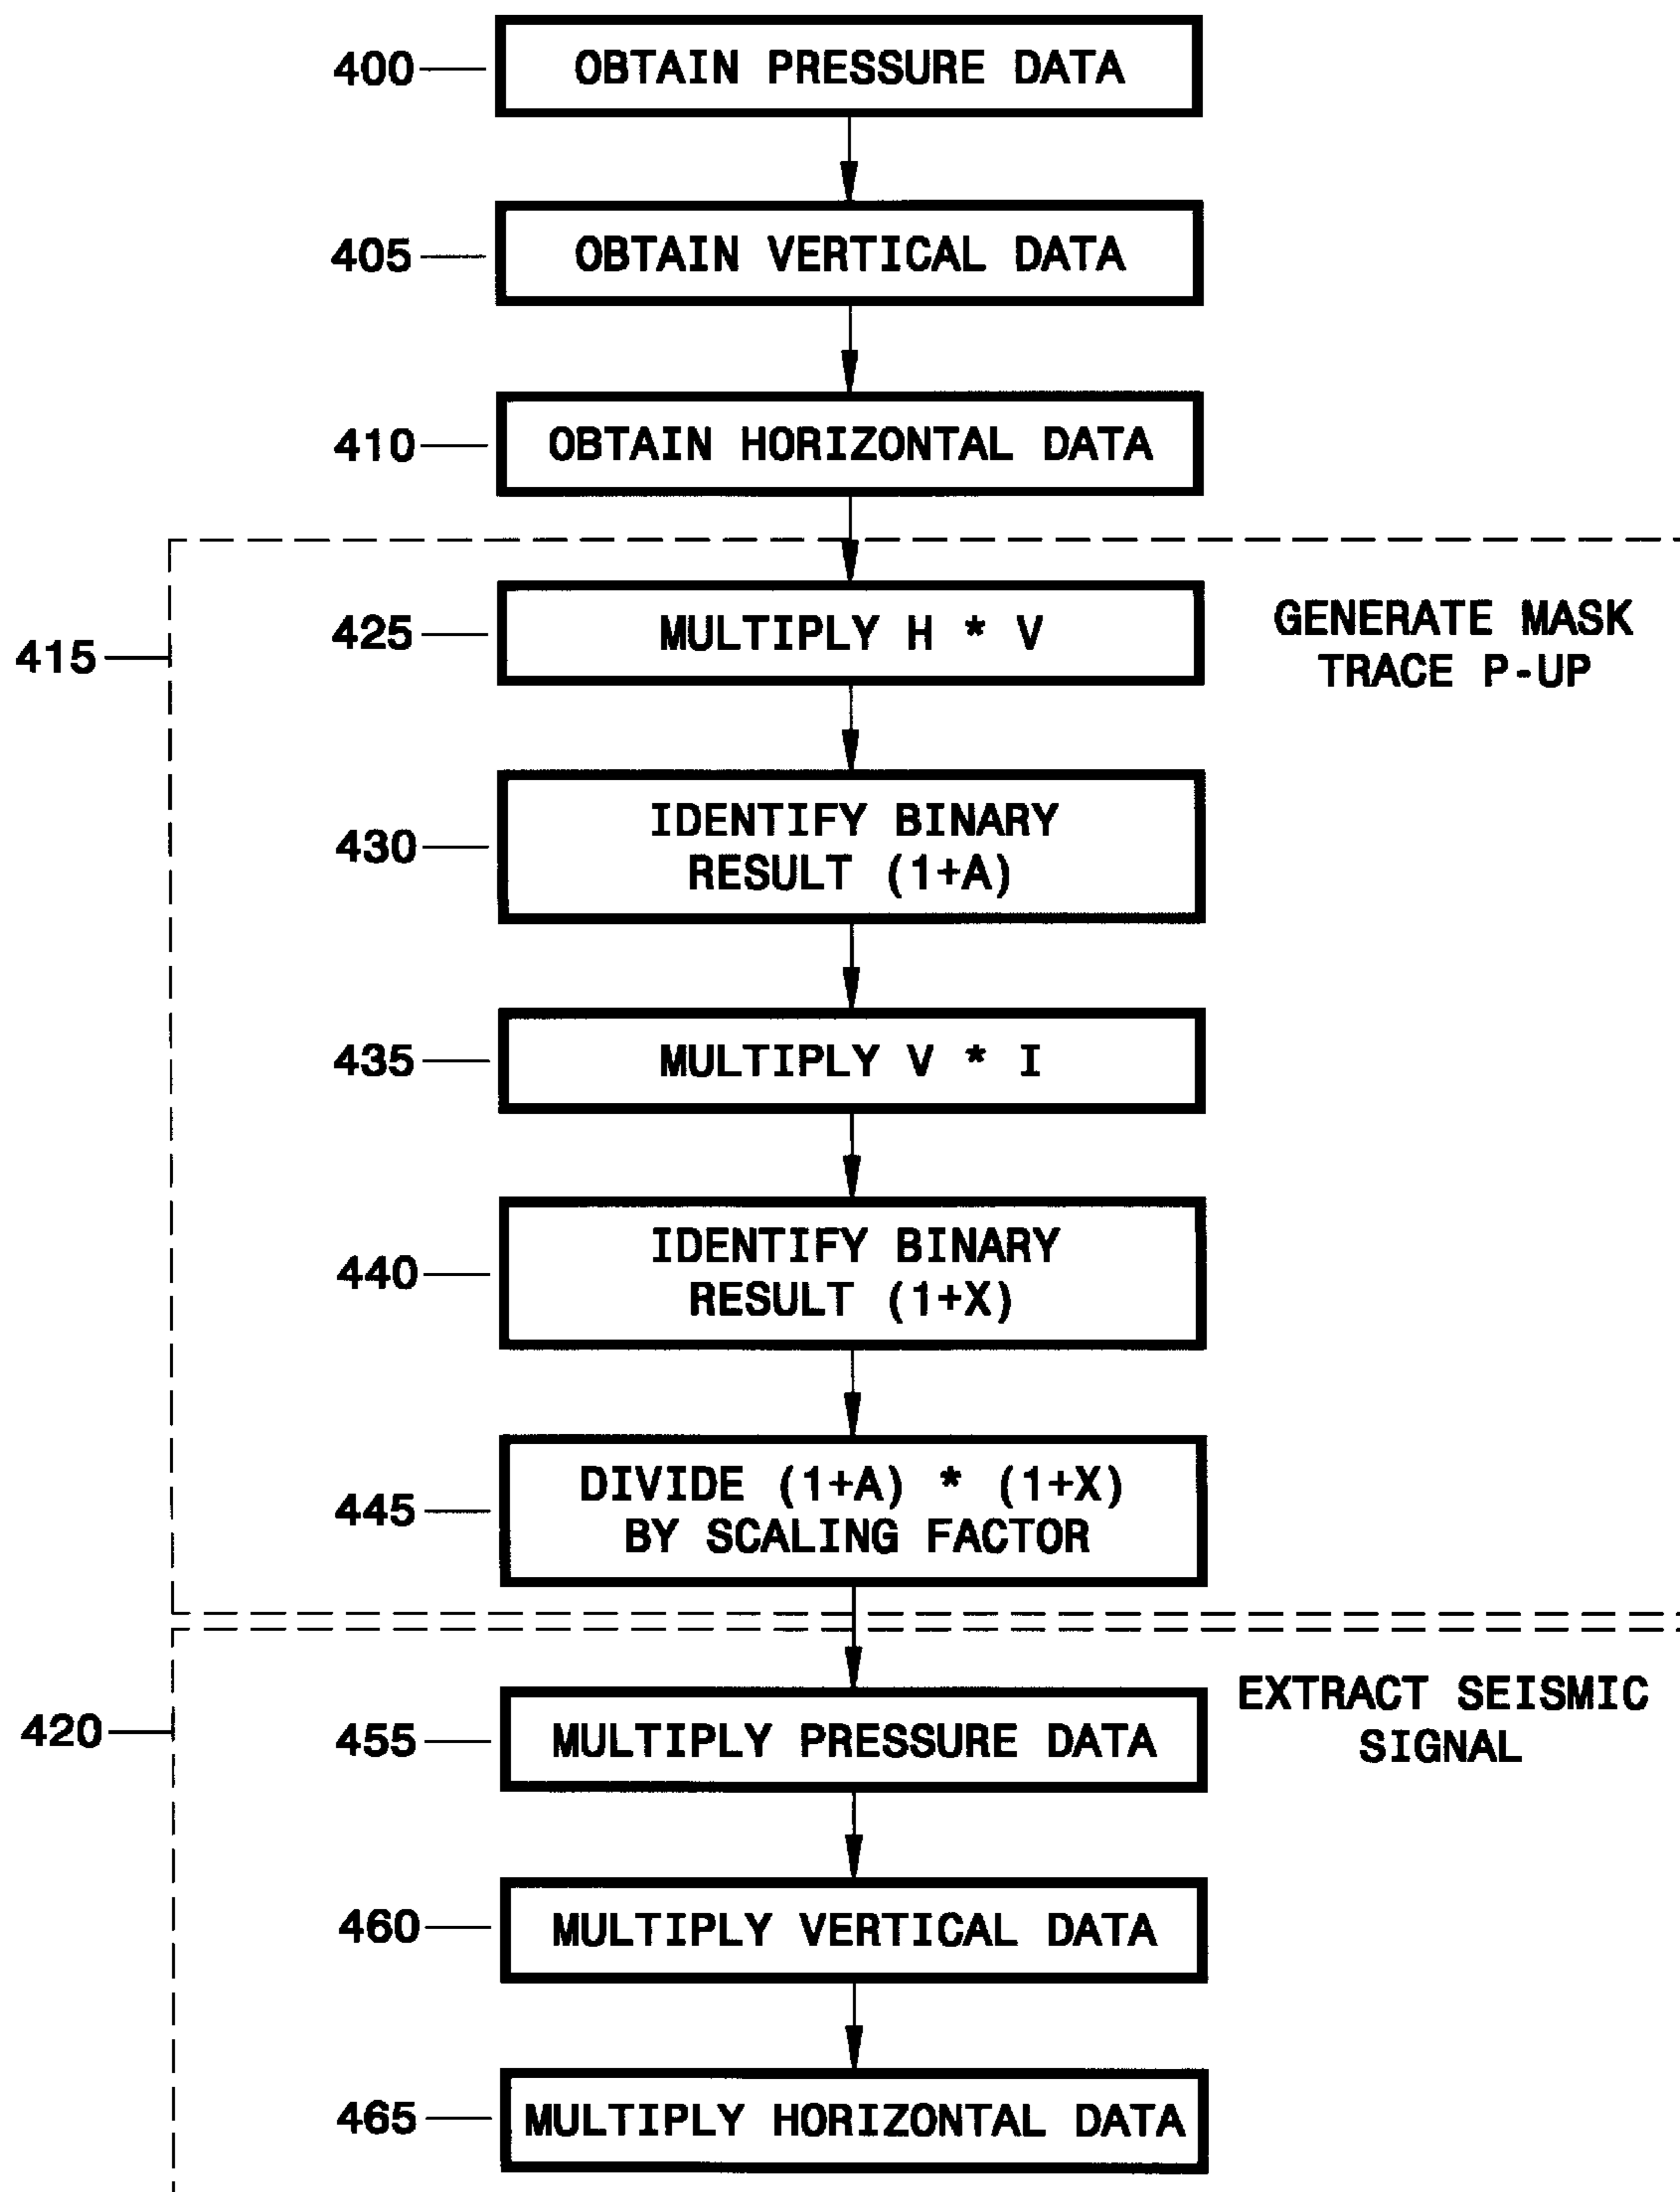 400
OBTAIN PRESSURE DATA
405
OBTAIN VERTICAL DATA
410
OBTAIN HORIZONTAL DATA
415
425
MULTIPLY H * V
GENERATE MASK
TRACE P-UP
430
IDENTIFY BINARY
RESULT (1+A)
435
MULTIPLY V * I
440
IDENTIFY BINARY
RESULT (1+X)
445
DIVIDE (1+A) * (1+X)
BY SCALING FACTOR
420
455
MULTIPLY PRESSURE DATA
EXTRACT SEISMIC
SIGNAL
460
MULTIPLY VERTICAL DATA
465
MULTIPLY HORIZONTAL DATA